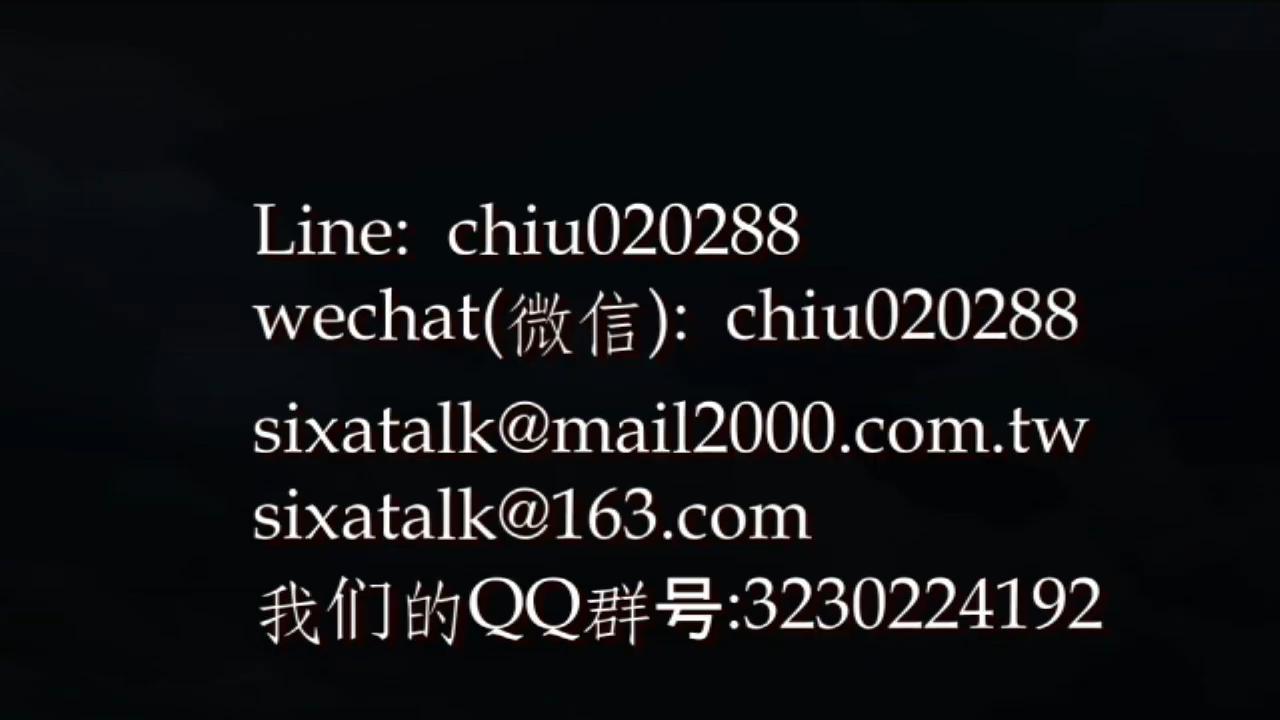 Line: chiu020288
wechat(微信): chiu020288
sixatalk@mail2000.com.tw
sixatalk@163.com
我们的QQ群号:3230224192